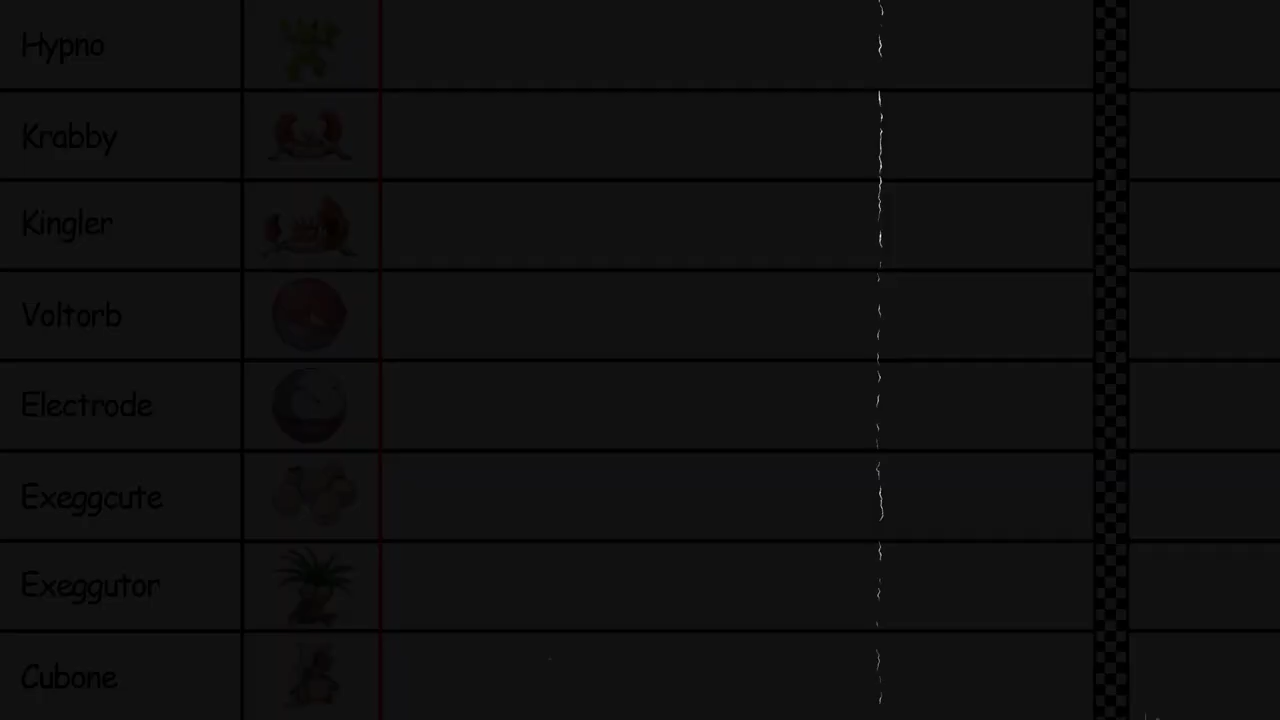 Hypno
Krabby
Kingler
Voltorb
Electrode
Exeggcute
Exeggutor
Cubone